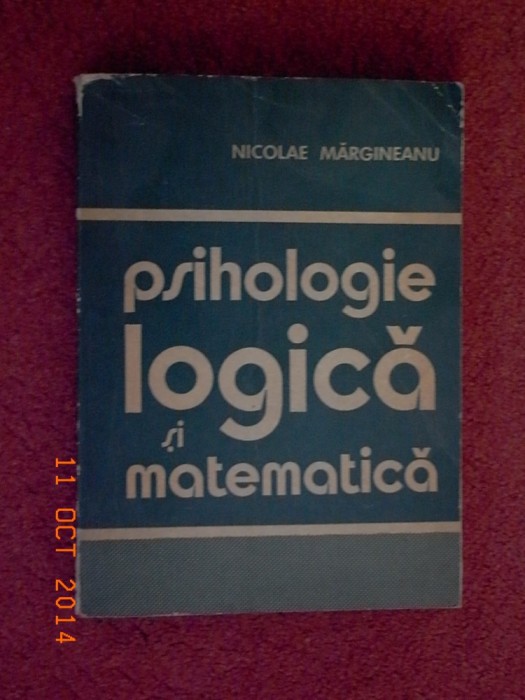 NICOLAE MĂRGINEANU
psihologie
logică
și
matematică
11 OCT 2014